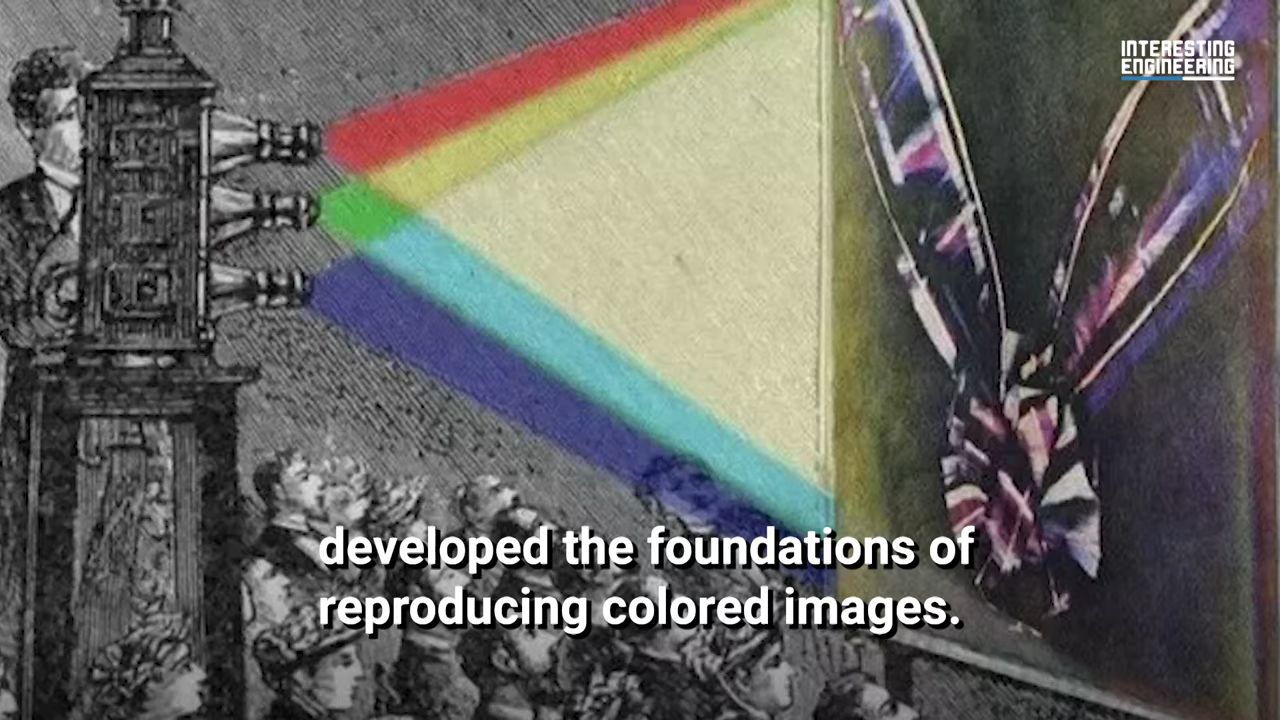 INTERESTING
ENGINEERING
developed the foundations of
reproducing colored images.